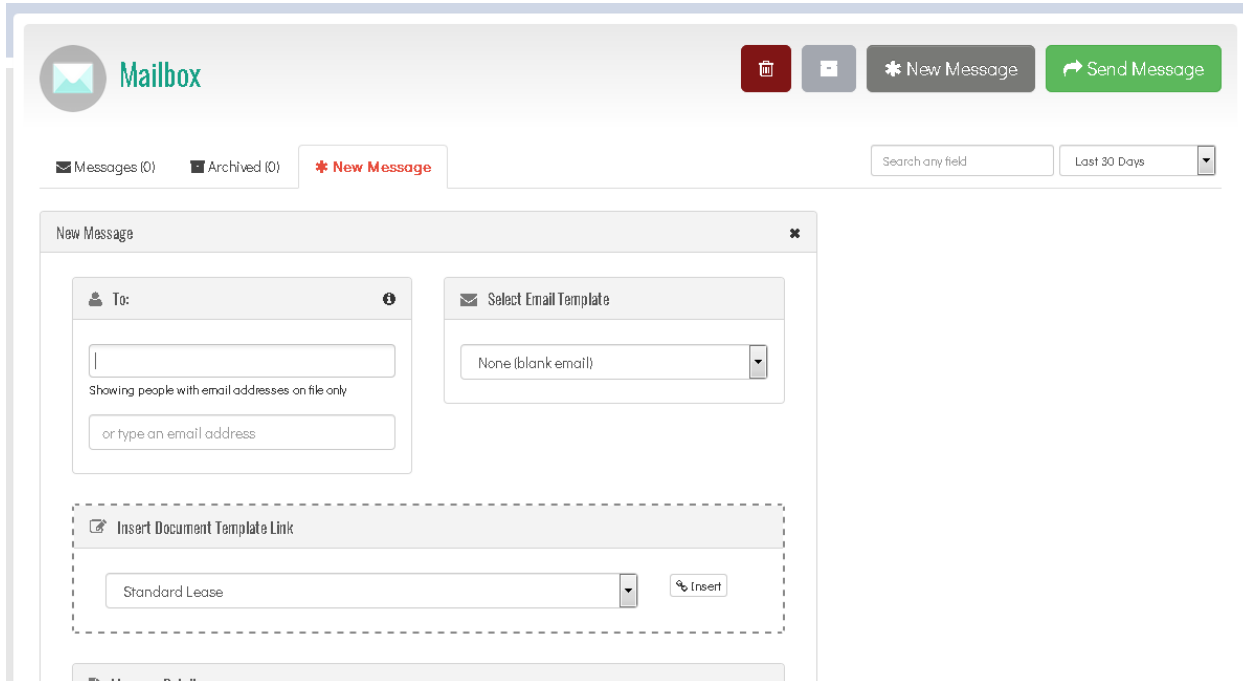 Mailbox
New Message
Send Message
Messages (0)
Archived (0)
New Message
Search any field
Last 30 Days
New Message
To:
Select Email Template
None (blank email)
Showing people with email addresses on file only
or type an email address
Insert Document Template Link
Standard Lease
Insert